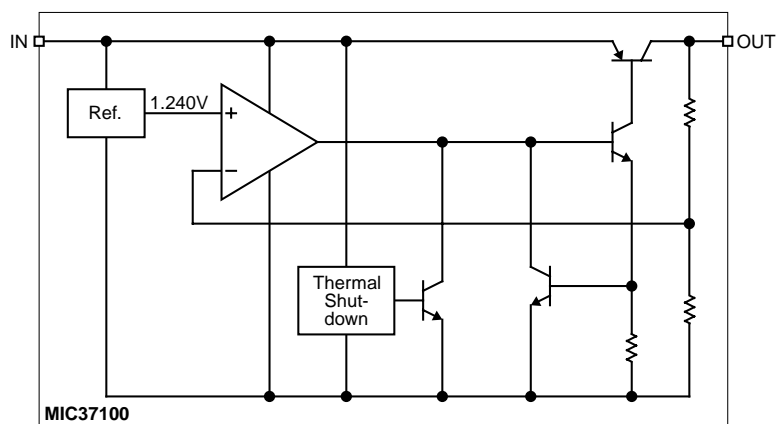 IN
OUT
Ref.
1.240V
+
−
Thermal
Shut-
down
MIC37100